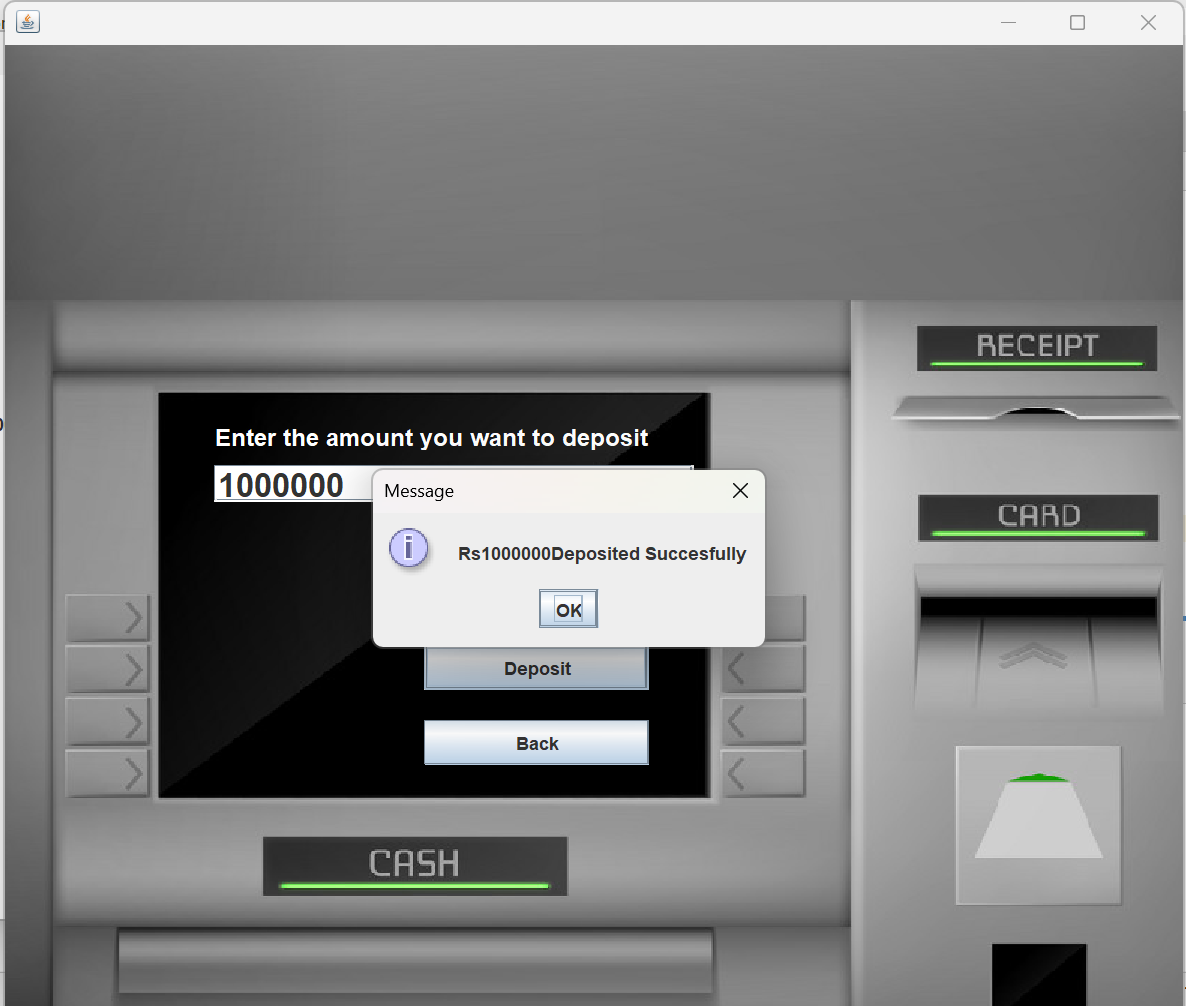 RECEIPT
Enter the amount you want to deposit
1000000
Message
CARD
Rs1000000Deposited Succesfully
OK
Deposit
Back
CASH